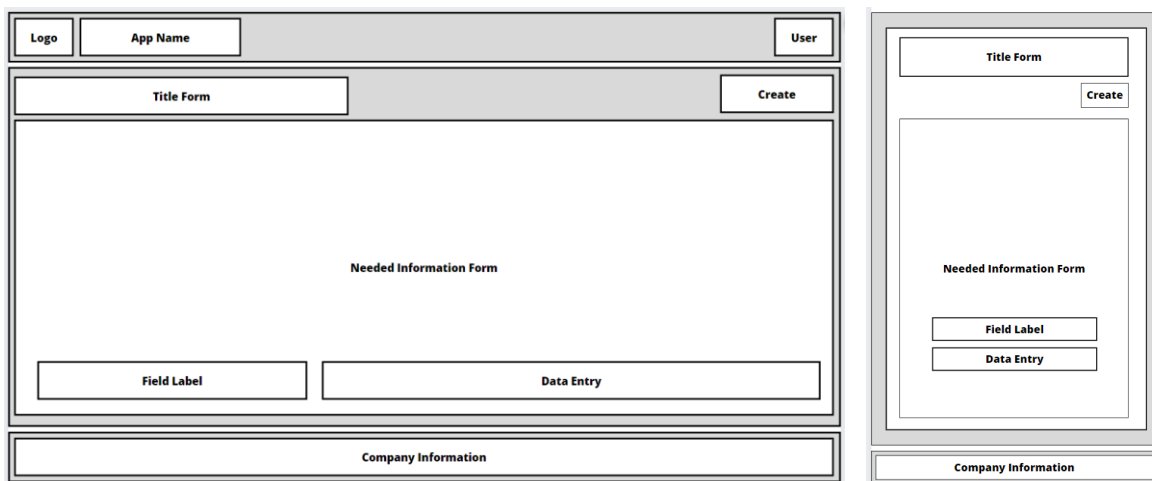 Logo
App Name
User
Title Form
Create
Needed Information Form
Field Label
Data Entry
Company Information
Title Form
Create
Needed Information Form
Field Label
Data Entry
Company Information